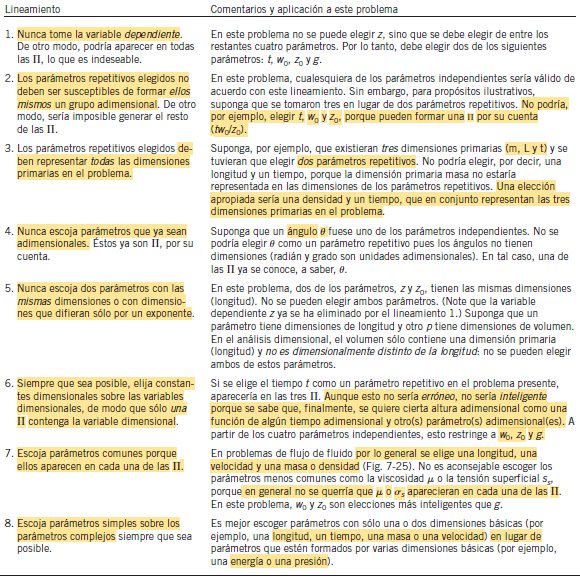 Lineamiento
Comentarios y aplicación a este problema
1. Nunca tome la variable dependiente.
De otro modo, podría aparecer en todas
las Π, lo que es indeseable.
En este problema no se puede elegir z, sino que se debe elegir de entre los
restantes cuatro parámetros. Por lo tanto, debe elegir dos de los siguientes
parámetros: t, w₀, z₀ y g.
2. Los parámetros repetitivos elegidos no
deben ser susceptibles de formar ellos
mismos un grupo adimensional. De otro
modo, sería imposible generar el resto
de las Π.
En este problema, cualesquiera de los parámetros independientes sería válido de
acuerdo con este lineamiento. Sin embargo, para propósitos ilustrativos,
suponga que se tomaron tres en lugar de dos parámetros repetitivos. No podría,
por ejemplo, elegir t, w₀ y z₀, porque pueden formar una Π por su cuenta
(tw₀/z₀).
3. Los parámetros repetitivos elegidos de-
ben representar todas las dimensiones
primarias en el problema.
Suponga, por ejemplo, que existieran tres dimensiones primarias (m, L y t) y se
tuvieran que elegir dos parámetros repetitivos. No podría elegir, por decir, una
longitud y un tiempo, porque la dimensión primaria masa no estaría
representada en las dimensiones de los parámetros repetitivos. Una elección
apropiada sería una densidad y un tiempo, que en conjunto representan las tres
dimensiones primarias en el problema.
4. Nunca escoja parámetros que ya sean
adimensionales. Éstos ya son Π, por su
cuenta.
Suponga que un ángulo θ fuese uno de los parámetros independientes. No se
podría elegir θ como un parámetro repetitivo pues los ángulos no tienen
dimensiones (radián y grado son unidades adimensionales). En tal caso, una de
las Π ya se conoce, a saber, θ.
5. Nunca escoja dos parámetros con las
mismas dimensiones o con dimensio-
nes que difieran sólo por un exponente.
En este problema, dos de los parámetros, z y z₀, tienen las mismas dimensiones
(longitud). No se pueden elegir ambos parámetros. (Note que la variable
dependiente z ya se ha eliminado por el lineamiento 1.) Suponga que un
parámetro tiene dimensiones de longitud y otro p tiene dimensiones de volumen.
En el análisis dimensional, el volumen sólo contiene una dimensión primaria
(longitud) y no es dimensionalmente distinto de la longitud: no se pueden elegir
ambos de estos parámetros.
6. Siempre que sea posible, elija constan-
tes dimensionales sobre las variables
dimensionales, de modo que sólo una
Π contenga la variable dimensional.
Si se elige el tiempo t como un parámetro repetitivo en el problema presente,
aparecería en las tres Π. Aunque esto no sería erróneo, no sería inteligente
porque se sabe que, finalmente, se quiere cierta altura adimensional como una
función de algún tiempo adimensional y otro(s) parámetro(s) adimensional(es). A
partir de los cuatro parámetros independientes, esto restringe a w₀, z₀ y g.
7. Escoja parámetros comunes porque
ellos aparecen en cada una de las Π.
En problemas de flujo de fluido por lo general se elige una longitud, una
velocidad y una masa o densidad (Fig. 7-25). No es aconsejable escoger los
parámetros menos comunes como la viscosidad μ o la tensión superficial sₛ,
porque en general no se querría que μ o σₛ aparecieran en cada una de las Π.
En este problema, w₀ y z₀ son elecciones más inteligentes que g.
8. Escoja parámetros simples sobre los
parámetros complejos siempre que sea
posible.
Es mejor escoger parámetros con sólo una o dos dimensiones básicas (por
ejemplo, una longitud, un tiempo, una masa o una velocidad) en lugar de
parámetros que estén formados por varias dimensiones básicas (por ejemplo,
una energía o una presión).